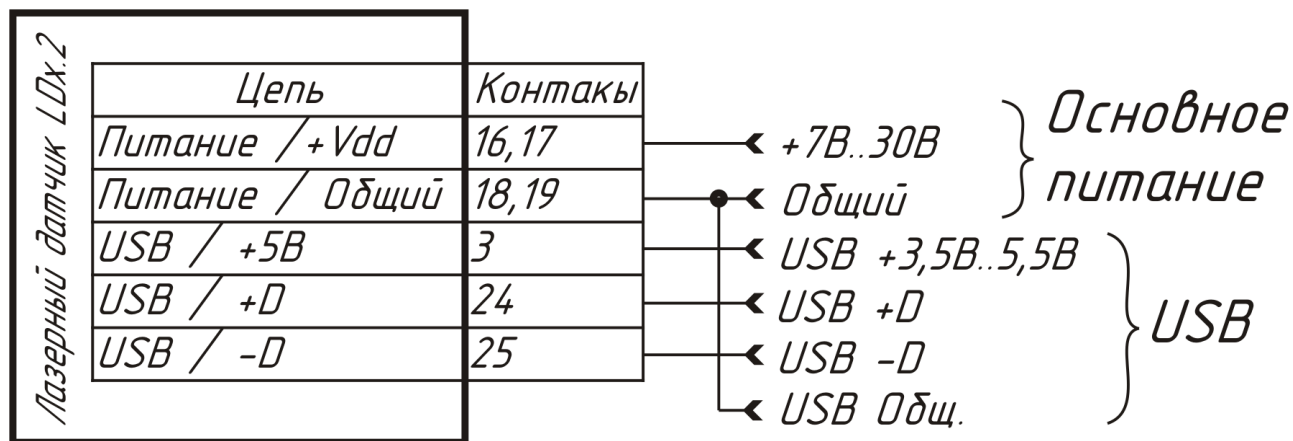 Лазерный датчик LDx.2
Цепь Контакы
Питание / +Vdd 16,17 +7В..30В
Питание / Общий 18,19 Общий
Основное
питание
USB / +5В 3 USB +3,5В..5,5В
USB / +D 24 USB +D
USB / -D 25 USB -D
USB Общ.
USB